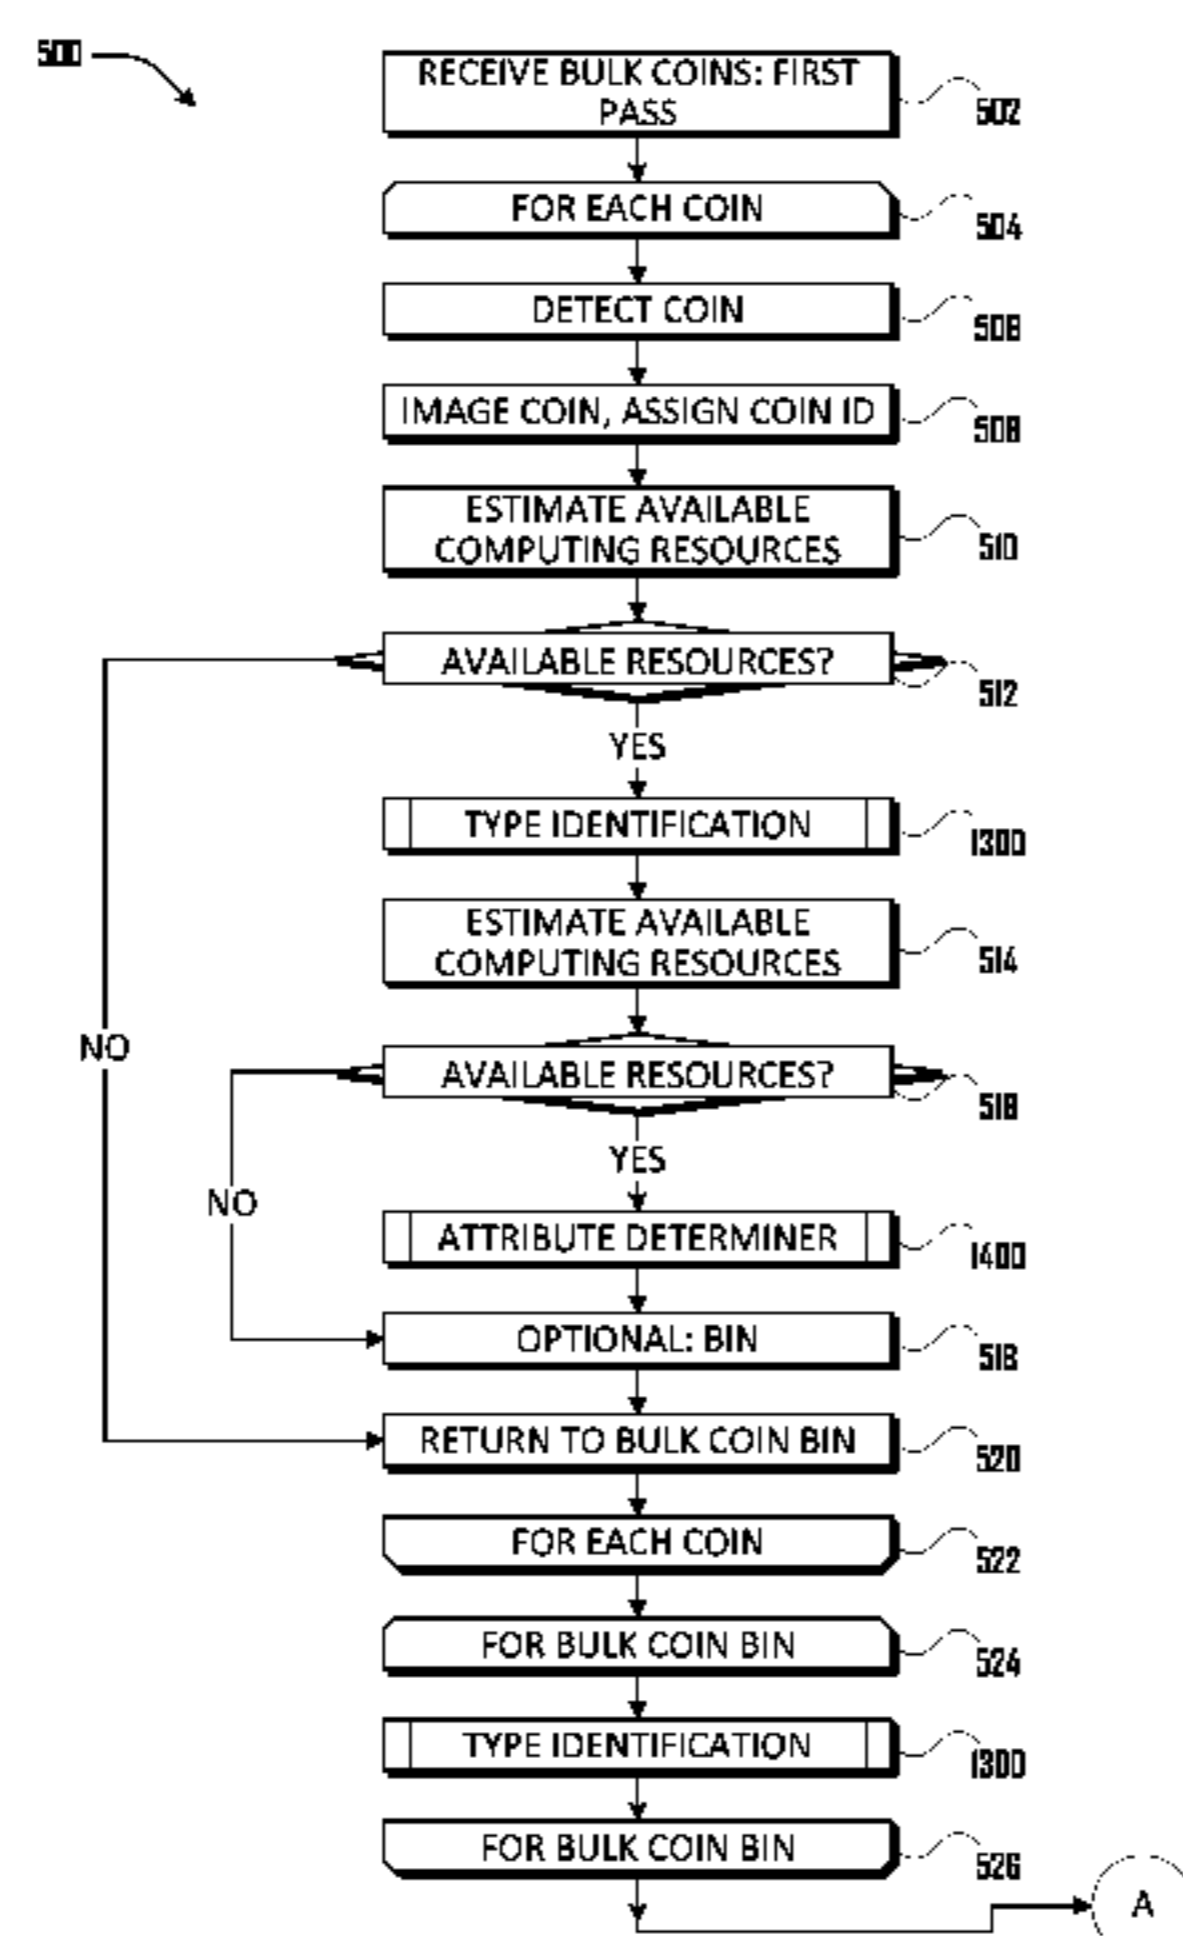 500
RECEIVE BULK COINS: FIRST
PASS
502
FOR EACH COIN
504
DETECT COIN
506
IMAGE COIN, ASSIGN COIN ID
508
ESTIMATE AVAILABLE
COMPUTING RESOURCES
510
AVAILABLE RESOURCES?
512
YES
TYPE IDENTIFICATION
1300
ESTIMATE AVAILABLE
COMPUTING RESOURCES
514
NO
AVAILABLE RESOURCES?
516
YES
NO
ATTRIBUTE DETERMINER
1400
OPTIONAL: BIN
518
RETURN TO BULK COIN BIN
520
FOR EACH COIN
522
FOR BULK COIN BIN
524
TYPE IDENTIFICATION
1300
FOR BULK COIN BIN
526
A